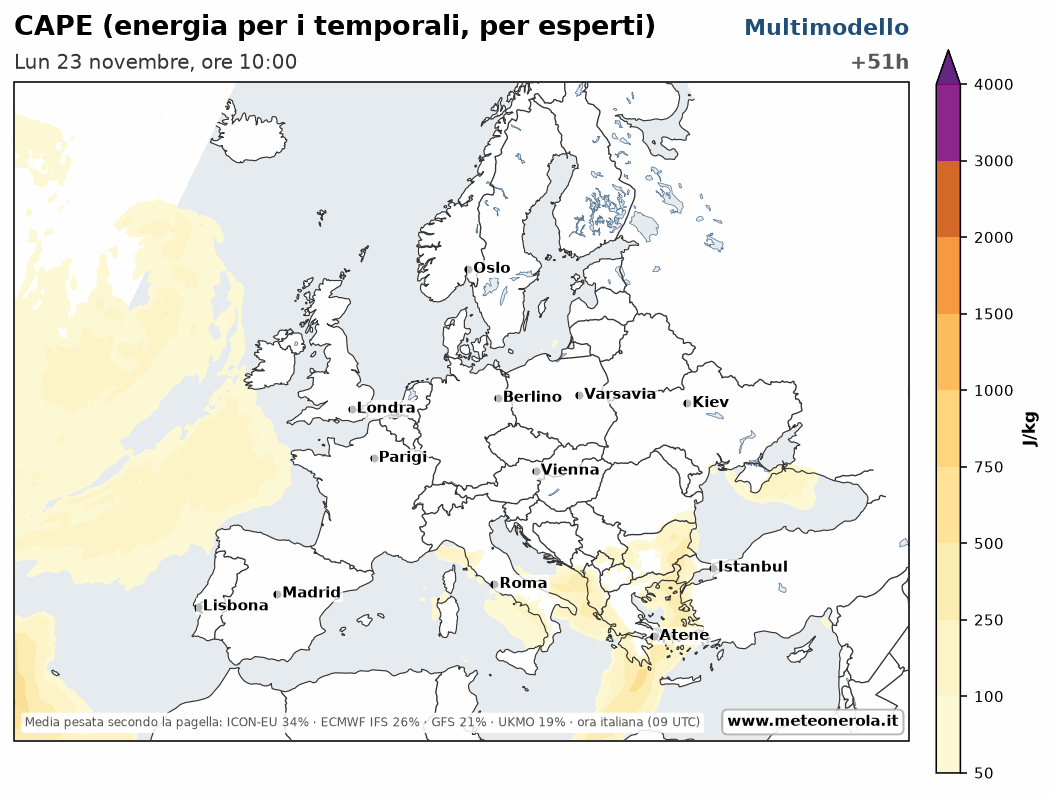 CAPE (energia per i temporali, per esperti)
Multimodello
Lun 23 novembre, ore 10:00
+51h
4000
3000
2000
1500
1000
750
500
250
100
50
J/kg
Oslo
Londra
Berlino
Varsavia
Kiev
Parigi
Vienna
Istanbul
Roma
Madrid
Lisbona
Atene
Media pesata secondo la pagella: ICON-EU 34% · ECMWF IFS 26% · GFS 21% · UKMO 19% · ora italiana (09 UTC)
www.meteonerola.it